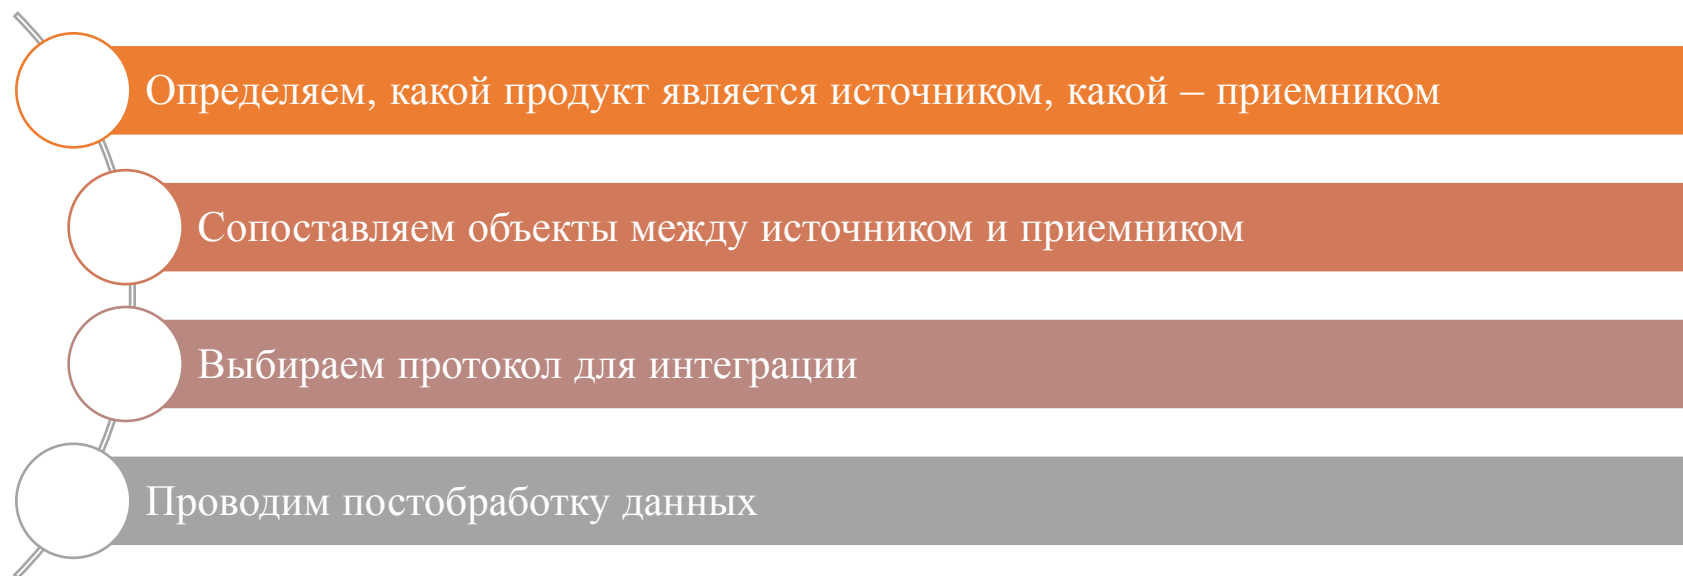 Определяем, какой продукт является источником, какой – приемником
Сопоставляем объекты между источником и приемником
Выбираем протокол для интеграции
Проводим постобработку данных